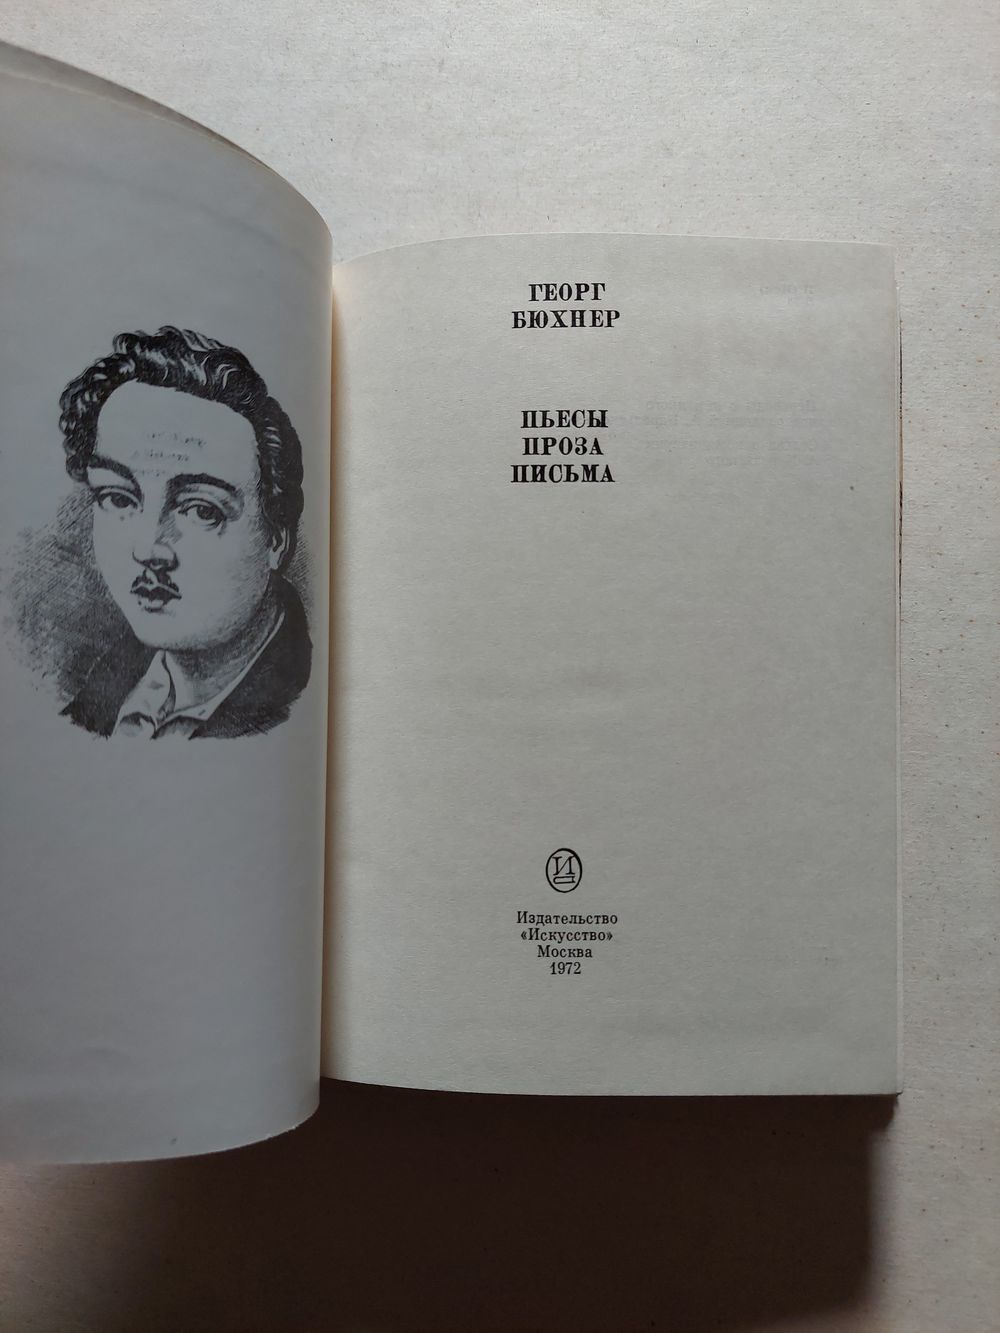 ГЕОРГ
БЮХНЕР
ПЬЕСЫ
ПРОЗА
ПИСЬМА
И
Издательство
«Искусство»
Москва
1972